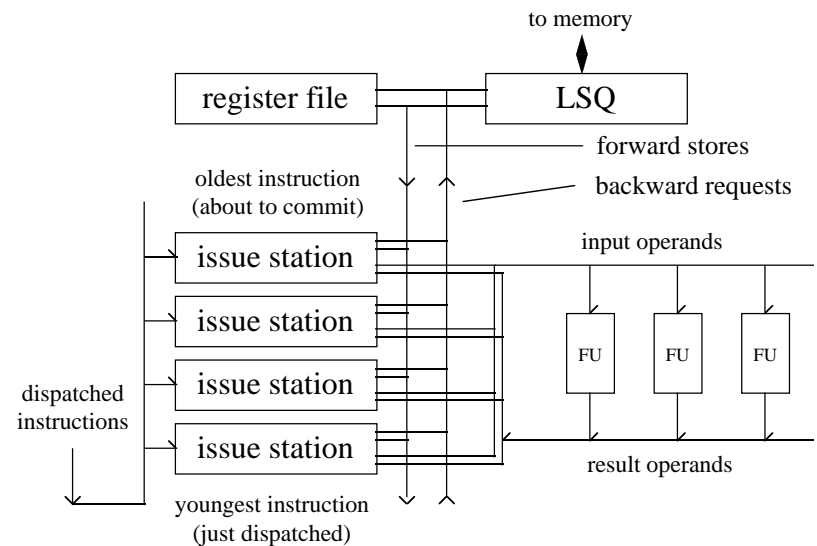 to memory
register file
LSQ
forward stores
oldest instruction
(about to commit)
backward requests
issue station
input operands
issue station
FU
FU
FU
issue station
dispatched
instructions
issue station
result operands
youngest instruction
(just dispatched)